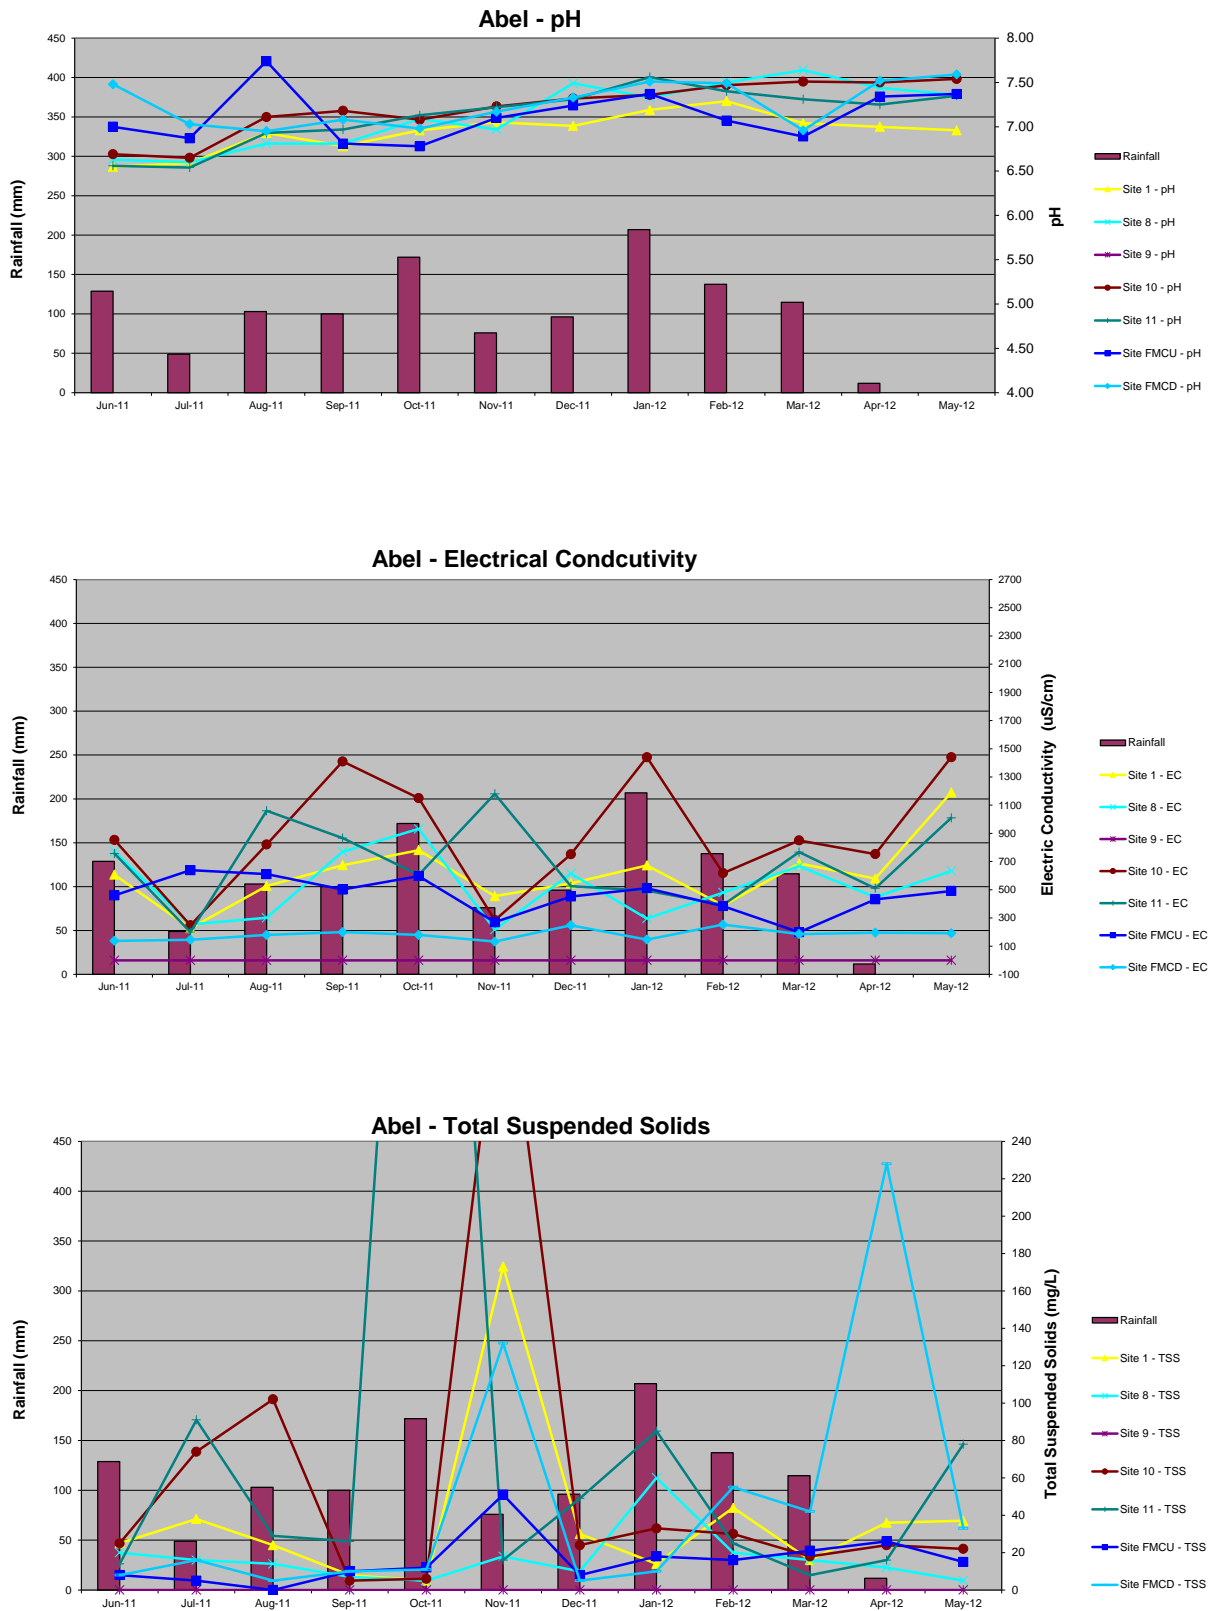 Abel - pH
450
400
350
300
250
200
150
100
50
0
Rainfall (mm)
8.00
7.50
7.00
6.50
6.00
5.50
5.00
4.50
4.00
pH
Jun-11 Jul-11 Aug-11 Sep-11 Oct-11 Nov-11 Dec-11 Jan-12 Feb-12 Mar-12 Apr-12 May-12
Rainfall
Site 1 - pH
Site 8 - pH
Site 9 - pH
Site 10 - pH
Site 11 - pH
Site FMCU - pH
Site FMCD - pH
Abel - Electrical Condcutivity
450
400
350
300
250
200
150
100
50
0
Rainfall (mm)
2700
2500
2300
2100
1900
1700
1500
1300
1100
900
700
500
300
100
-100
Electric Conductivity (uS/cm)
Jun-11 Jul-11 Aug-11 Sep-11 Oct-11 Nov-11 Dec-11 Jan-12 Feb-12 Mar-12 Apr-12 May-12
Rainfall
Site 1 - EC
Site 8 - EC
Site 9 - EC
Site 10 - EC
Site 11 - EC
Site FMCU - EC
Site FMCD - EC
Abel - Total Suspended Solids
450
400
350
300
250
200
150
100
50
0
Rainfall (mm)
240
220
200
180
160
140
120
100
80
60
40
20
0
Total Suspended Solids (mg/L)
Jun-11 Jul-11 Aug-11 Sep-11 Oct-11 Nov-11 Dec-11 Jan-12 Feb-12 Mar-12 Apr-12 May-12
Rainfall
Site 1 - TSS
Site 8 - TSS
Site 9 - TSS
Site 10 - TSS
Site 11 - TSS
Site FMCU - TSS
Site FMCD - TSS